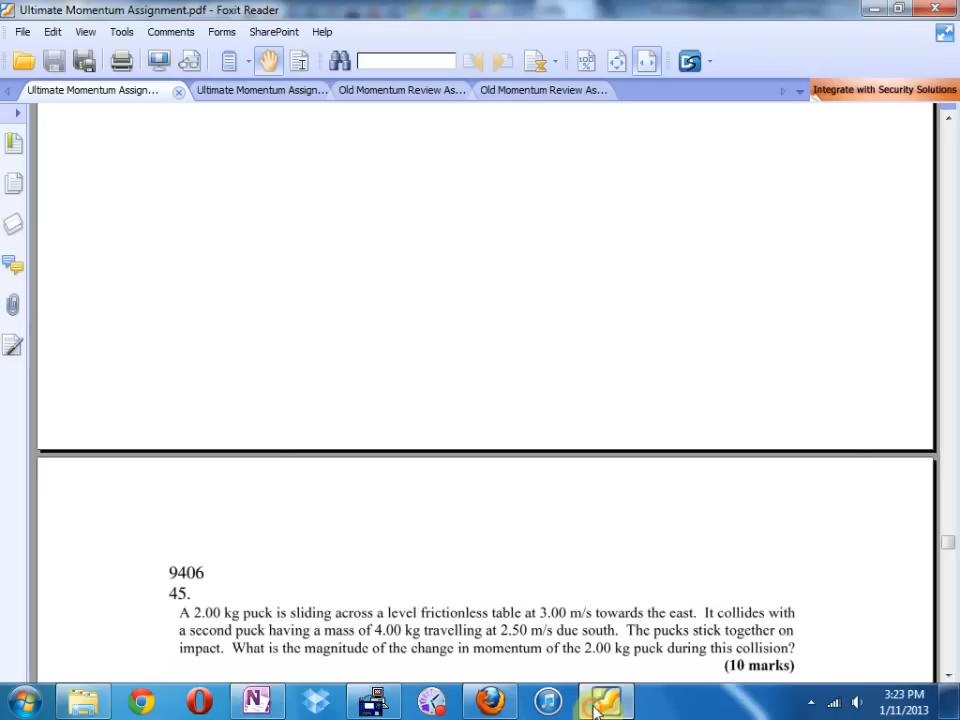 Ultimate Momentum Assignment.pdf - Foxit Reader
File Edit View Tools Comments Forms SharePoint Help
Ultimate Momentum Assign... Ultimate Momentum Assign... Old Momentum Review As... Old Momentum Review As... Integrate with Security Solutions
9406
45.
A 2.00 kg puck is sliding across a level frictionless table at 3.00 m/s towards the east. It collides with
a second puck having a mass of 4.00 kg travelling at 2.50 m/s due south. The pucks stick together on
impact. What is the magnitude of the change in momentum of the 2.00 kg puck during this collision?
(10 marks)
3:23 PM
1/11/2013